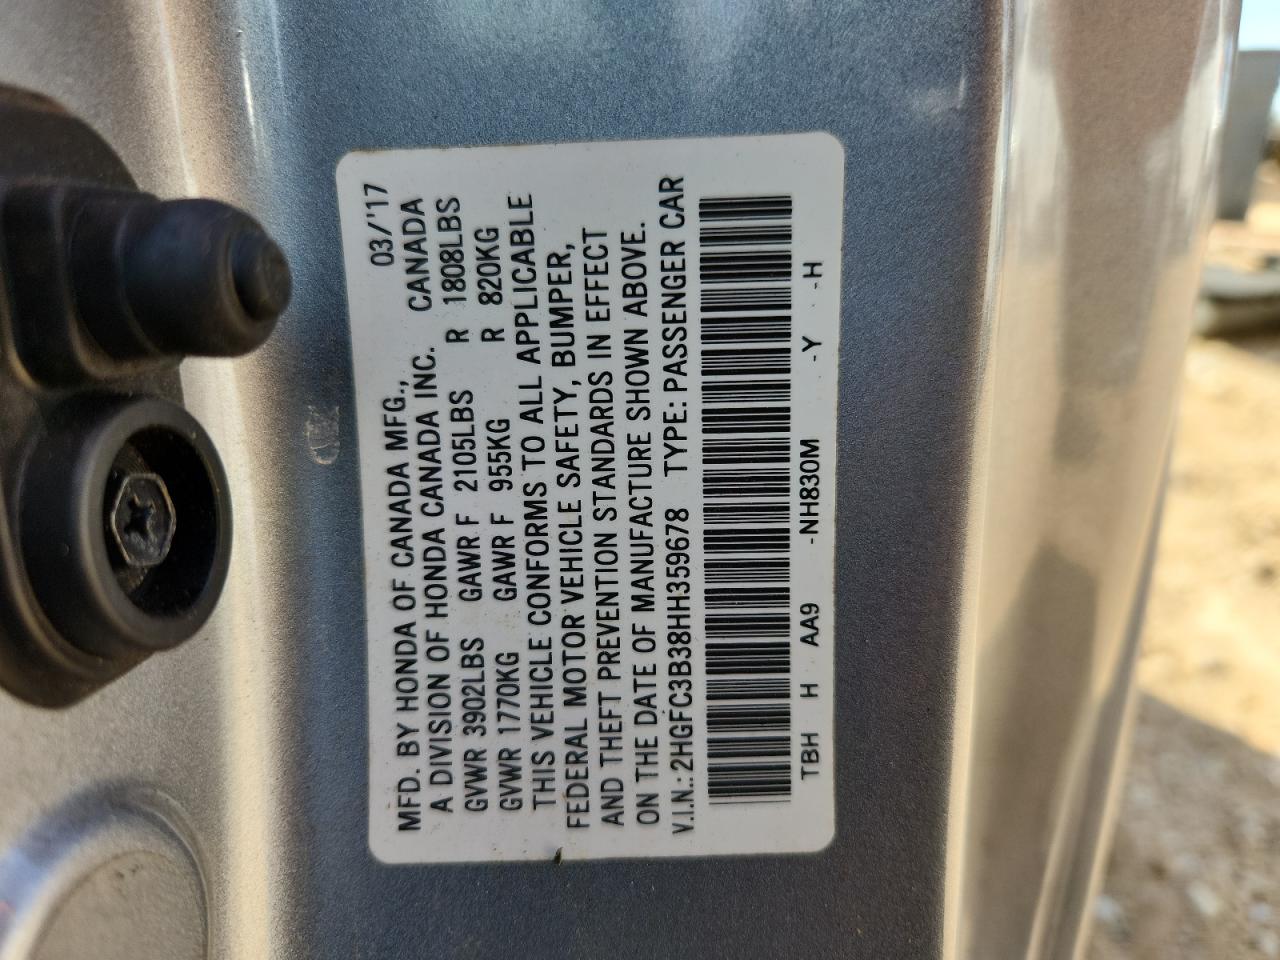 03/'17
MFD. BY HONDA OF CANADA MFG.,
A DIVISION OF HONDA CANADA INC. CANADA
GVWR 3902LBS GAWR F 2105LBS R 1808LBS
GVWR 1770KG GAWR F 955KG R 820KG
THIS VEHICLE CONFORMS TO ALL APPLICABLE
FEDERAL MOTOR VEHICLE SAFETY, BUMPER,
AND THEFT PREVENTION STANDARDS IN EFFECT
ON THE DATE OF MANUFACTURE SHOWN ABOVE.
V.I.N.: 2HGFC3B38HH359678 TYPE: PASSENGER CAR
TBH H AA9 -NH830M -Y -H